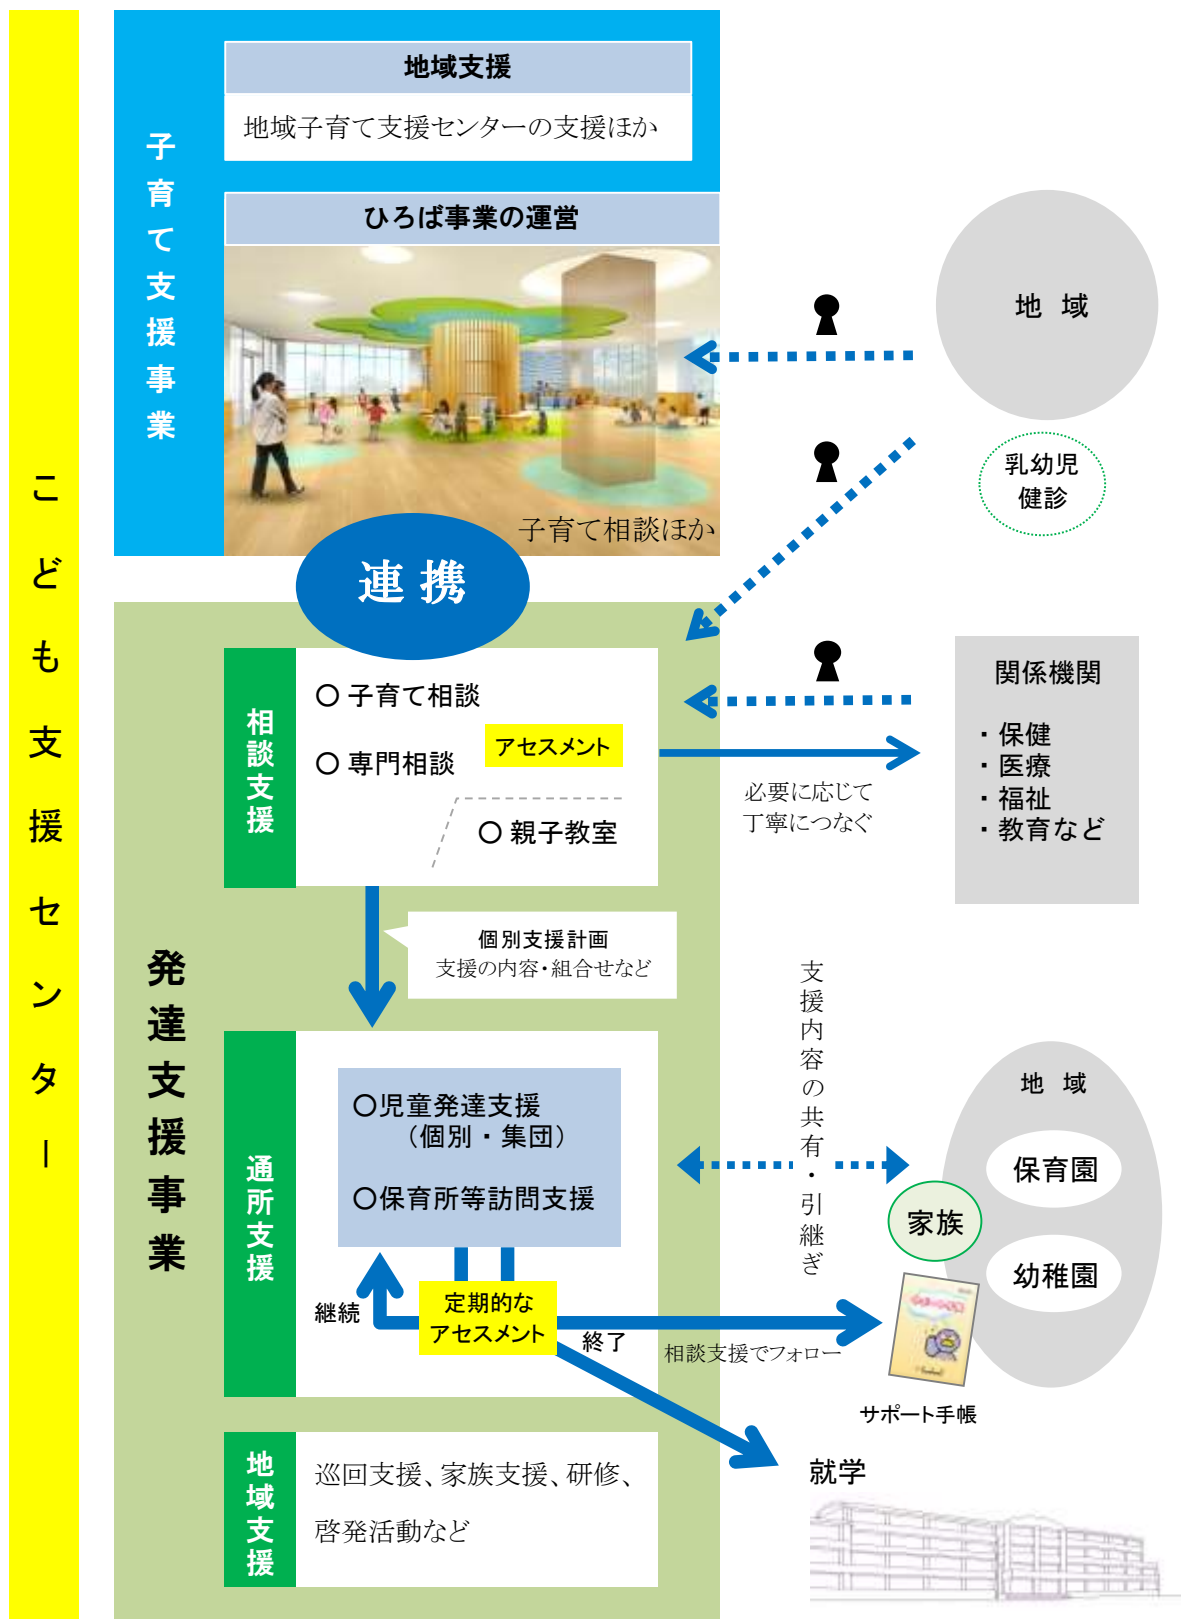 こども支援センター
子育て支援事業
地域支援
地域子育て支援センターの支援ほか
ひろば事業の運営
子育て相談ほか
連携
地 域
乳幼児
健診
発達支援事業
相談支援
〇 子育て相談
〇 専門相談
アセスメント
〇 親子教室
関係機関
・保健
・医療
・福祉
・教育など
必要に応じて
丁寧につなぐ
個別支援計画
支援の内容・組合せなど
通所支援
〇児童発達支援
（個別・集団）
〇保育所等訪問支援
継続
定期的な
アセスメント
終了
相談支援でフォロー
支援内容の共有・引継ぎ
地 域
保育園
家族
幼稚園
サポート手帳
就学
地域支援
巡回支援、家族支援、研修、
啓発活動など